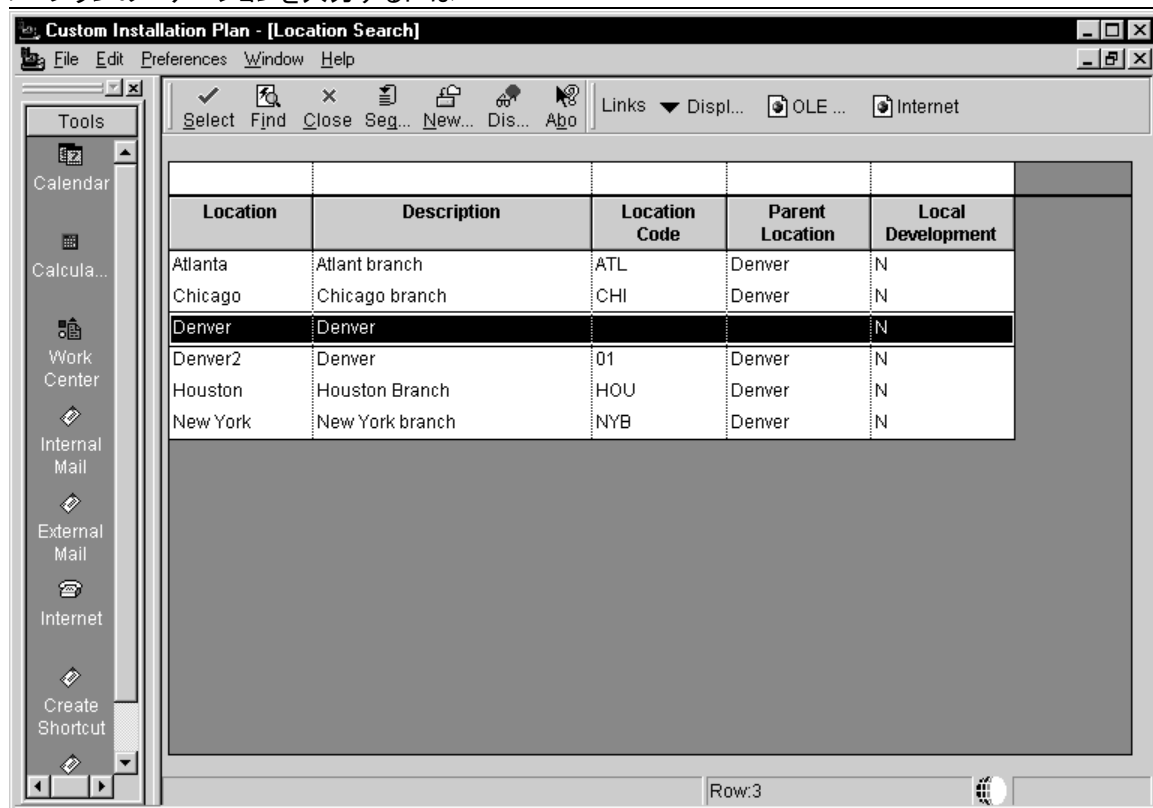 Custom Installation Plan - [Location Search]
File Edit Preferences Window Help
Tools
Select Find Close Seq... New... Dis... Abo
Links Displ... OLE ... Internet
Calendar
Calcula...
Work
Center
Internal
Mail
External
Mail
Internet
Create
Shortcut
Location Description Location Code Parent Location Local Development
Atlanta Atlant branch ATL Denver N
Chicago Chicago branch CHI Denver N
Denver Denver N
Denver2 Denver 01 Denver N
Houston Houston Branch HOU Denver N
New York New York branch NYB Denver N
Row:3